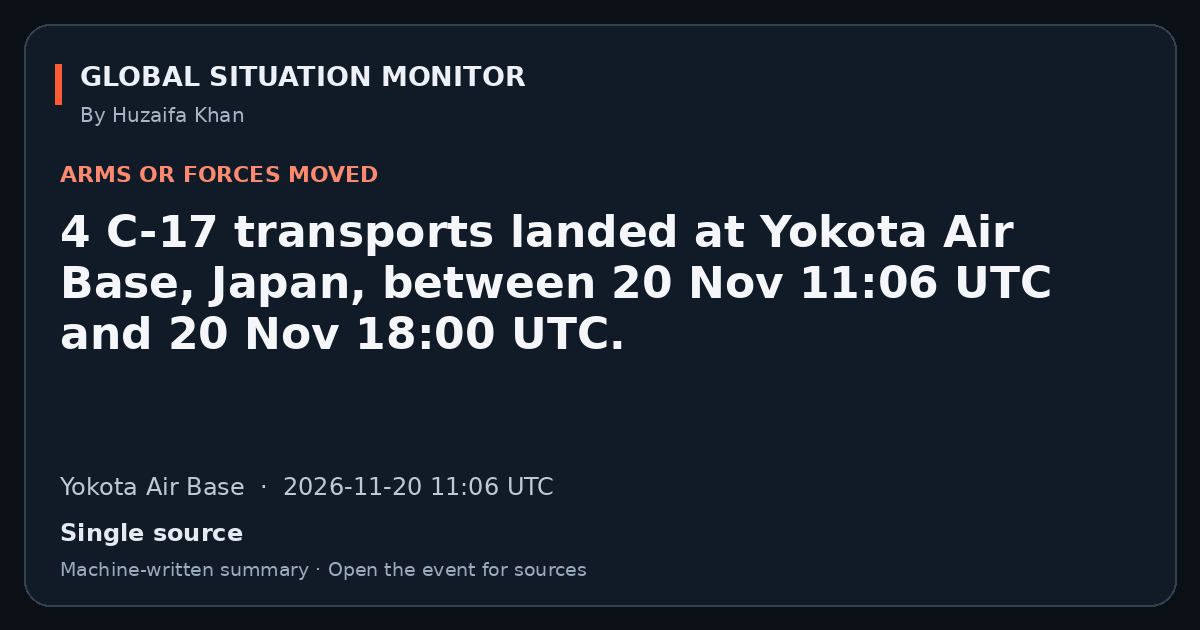 GLOBAL SITUATION MONITOR
By Huzaifa Khan
ARMS OR FORCES MOVED
4 C-17 transports landed at Yokota Air
Base, Japan, between 20 Nov 11:06 UTC
and 20 Nov 18:00 UTC.
Yokota Air Base · 2026-11-20 11:06 UTC
Single source
Machine-written summary · Open the event for sources